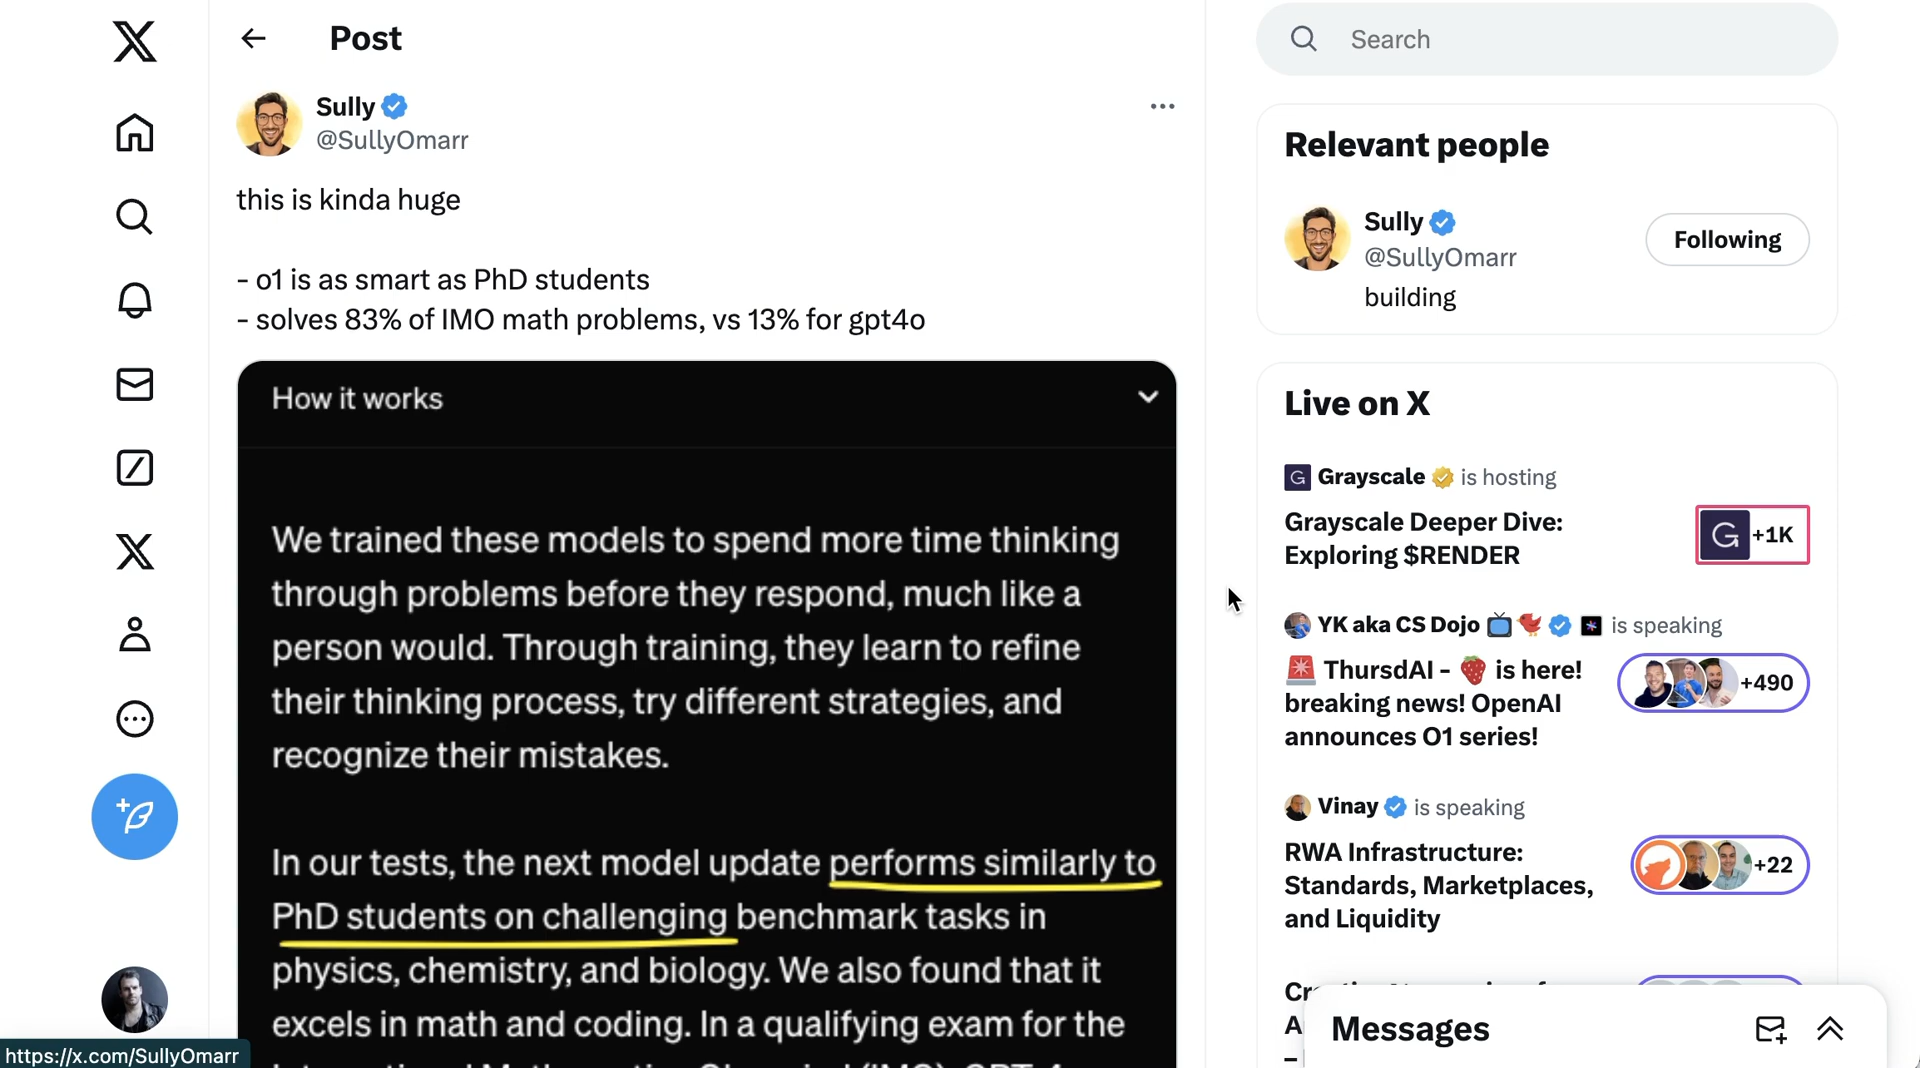 Post
Search
Sully
@SullyOmarr
this is kinda huge
- o1 is as smart as PhD students
- solves 83% of IMO math problems, vs 13% for gpt4o
How it works
We trained these models to spend more time thinking
through problems before they respond, much like a
person would. Through training, they learn to refine
their thinking process, try different strategies, and
recognize their mistakes.
In our tests, the next model update performs similarly to
PhD students on challenging benchmark tasks in
physics, chemistry, and biology. We also found that it
excels in math and coding. In a qualifying exam for the
Relevant people
Sully
@SullyOmarr
Following
building
Live on X
Grayscale is hosting
Grayscale Deeper Dive:
Exploring $RENDER
+1K
YK aka CS Dojo 📺 is speaking
🚨 ThursdAI - 🍓 is here!
breaking news! OpenAI
announces O1 series!
+490
Vinay is speaking
RWA Infrastructure:
Standards, Marketplaces,
and Liquidity
+22
Messages
https://x.com/SullyOmarr